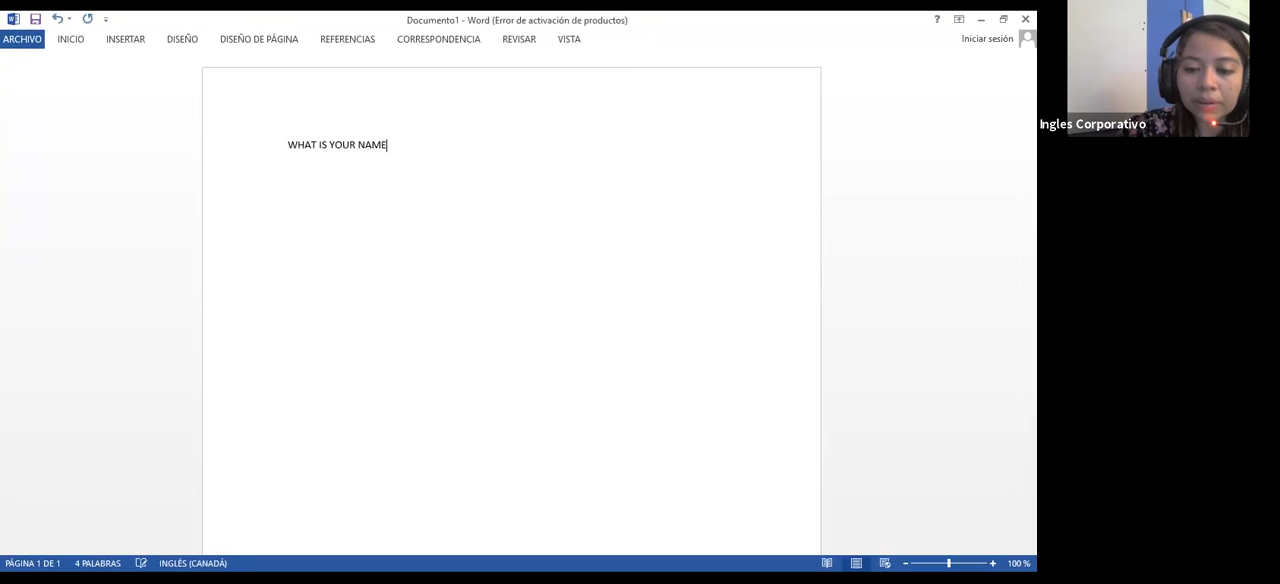 Documento1 - Word (Error de activación de productos)
?
ARCHIVO INICIO INSERTAR DISEÑO DISEÑO DE PÁGINA REFERENCIAS CORRESPONDENCIA REVISAR VISTA Iniciar sesión
Ingles Corporativo
WHAT IS YOUR NAME
PÁGINA 1 DE 1 4 PALABRAS INGLÉS (CANADÁ) 100 %